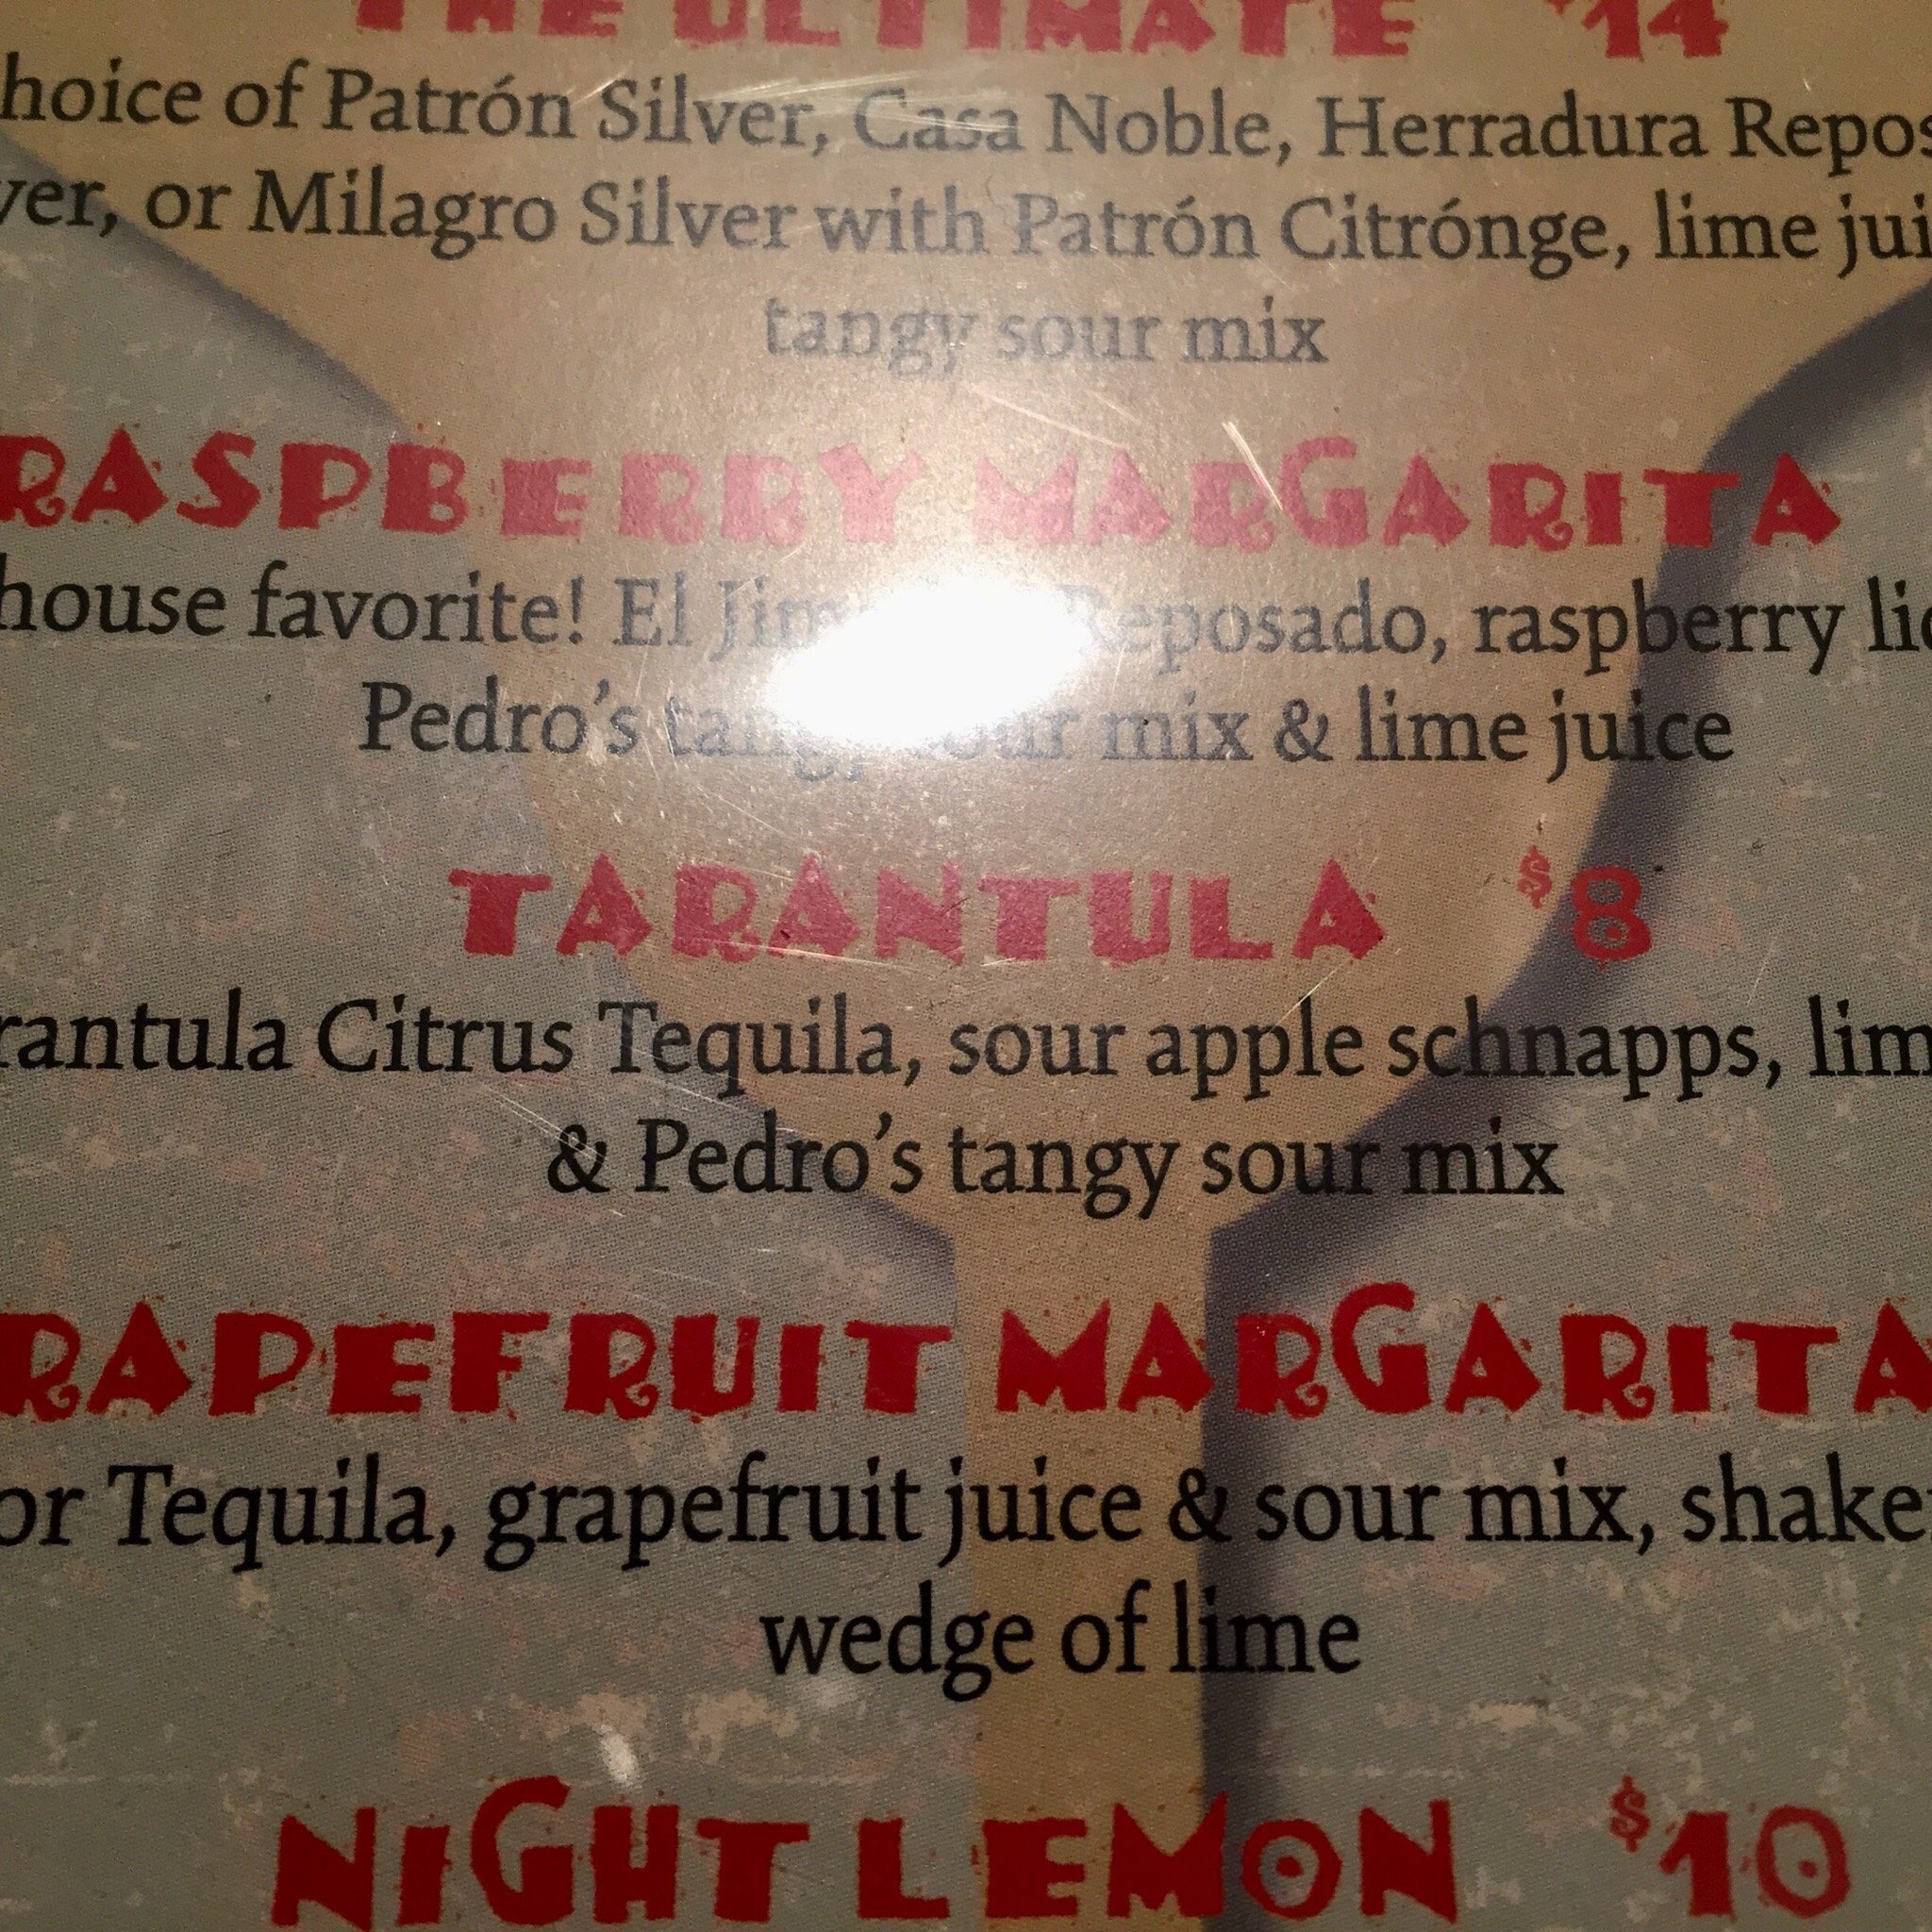 THE ULTIMATE $14
hoice of Patrón Silver, Casa Noble, Herradura Repos
ver, or Milagro Silver with Patrón Citrónge, lime jui
tangy sour mix
RASPBERRY MARGARITA
house favorite! El Reposado, raspberry
Pedro's tangy sour mix & lime juice
TARANTULA $8
rantula Citrus Tequila, sour apple schnapps, lim
& Pedro's tangy sour mix
RAPEFRUIT MARGARITA
or Tequila, grapefruit juice & sour mix, shake
wedge of lime
NIGHT LEMON $10